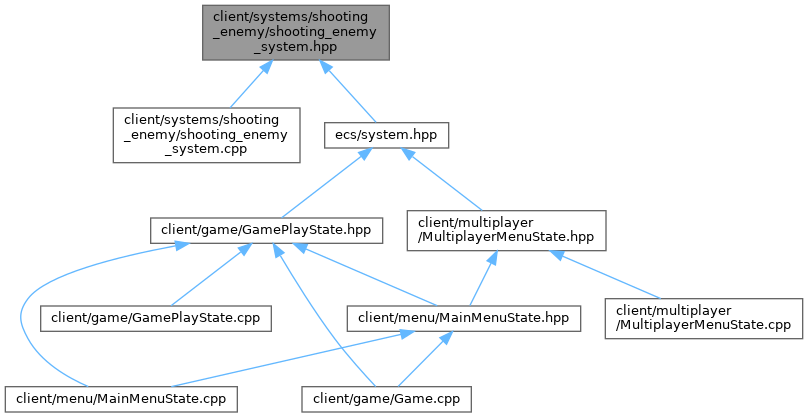 client/systems/shooting
_enemy/shooting_enemy
_system.hpp
client/systems/shooting
_enemy/shooting_enemy
_system.cpp
ecs/system.hpp
client/game/GamePlayState.hpp
client/multiplayer
/MultiplayerMenuState.hpp
client/game/GamePlayState.cpp
client/menu/MainMenuState.hpp
client/multiplayer
/MultiplayerMenuState.cpp
client/menu/MainMenuState.cpp
client/game/Game.cpp